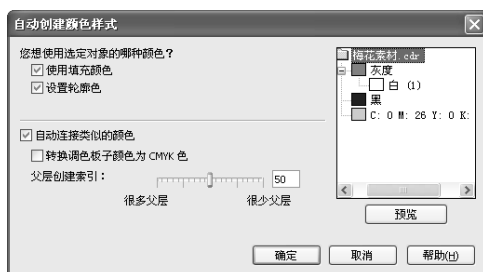 自动创建颜色样式
您想使用选定对象的哪种颜色？
使用填充颜色
设置轮廓色
自动连接类似的颜色
转换调色板子颜色为 CMYK 色
父层创建索引：
50
很多父层
很少父层
梅花素材.cdr
灰度
白 (1)
黑
C: 0 M: 26 Y: 0 K:
预览
确定
取消
帮助(H)